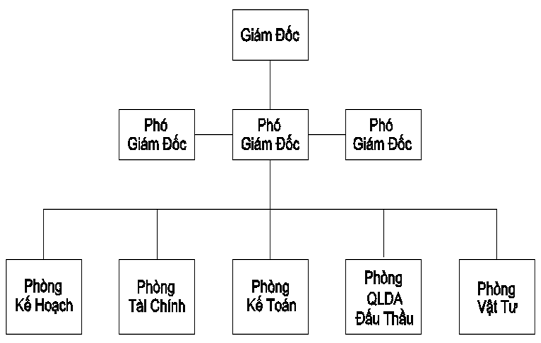 Giám Đốc
Phó
Giám Đốc
Phó
Giám Đốc
Phó
Giám Đốc
Phòng
Kế Hoạch
Phòng
Tài Chính
Phòng
Kế Toán
Phòng
QLDA
Đấu Thầu
Phòng
Vật Tư